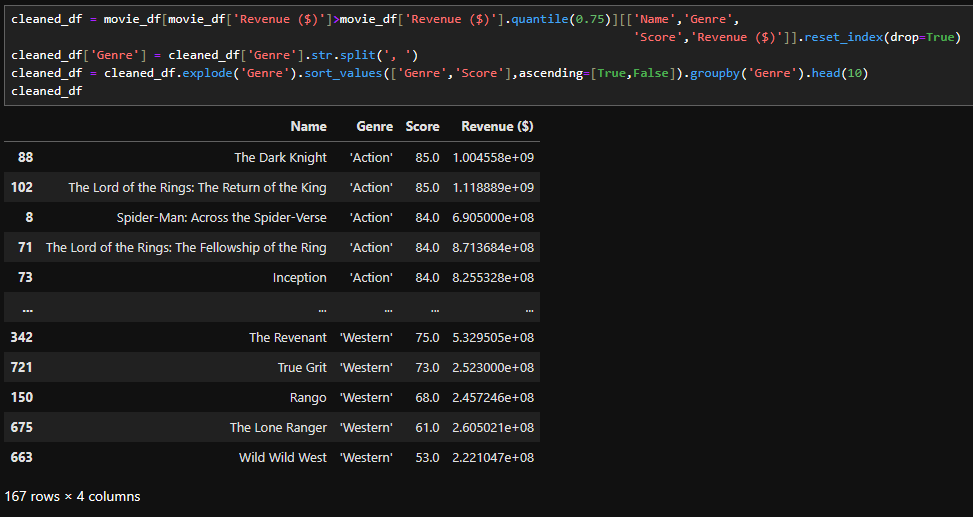 cleaned_df = movie_df[movie_df['Revenue ($)']>movie_df['Revenue ($)'].quantile(0.75)][['Name','Genre',
'Score','Revenue ($)']].reset_index(drop=True)
cleaned_df['Genre'] = cleaned_df['Genre'].str.split(', ')
cleaned_df = cleaned_df.explode('Genre').sort_values(['Genre','Score'],ascending=[True,False]).groupby('Genre').head(10)
cleaned_df
Name Genre Score Revenue ($)
88 The Dark Knight 'Action' 85.0 1.004558e+09
102 The Lord of the Rings: The Return of the King 'Action' 85.0 1.118889e+09
8 Spider-Man: Across the Spider-Verse 'Action' 84.0 6.905000e+08
71 The Lord of the Rings: The Fellowship of the Ring 'Action' 84.0 8.713684e+08
73 Inception 'Action' 84.0 8.255328e+08
... ... ... ... ...
342 The Revenant 'Western' 75.0 5.329505e+08
721 True Grit 'Western' 73.0 2.523000e+08
150 Rango 'Western' 68.0 2.457246e+08
675 The Lone Ranger 'Western' 61.0 2.605021e+08
663 Wild Wild West 'Western' 53.0 2.221047e+08
167 rows × 4 columns